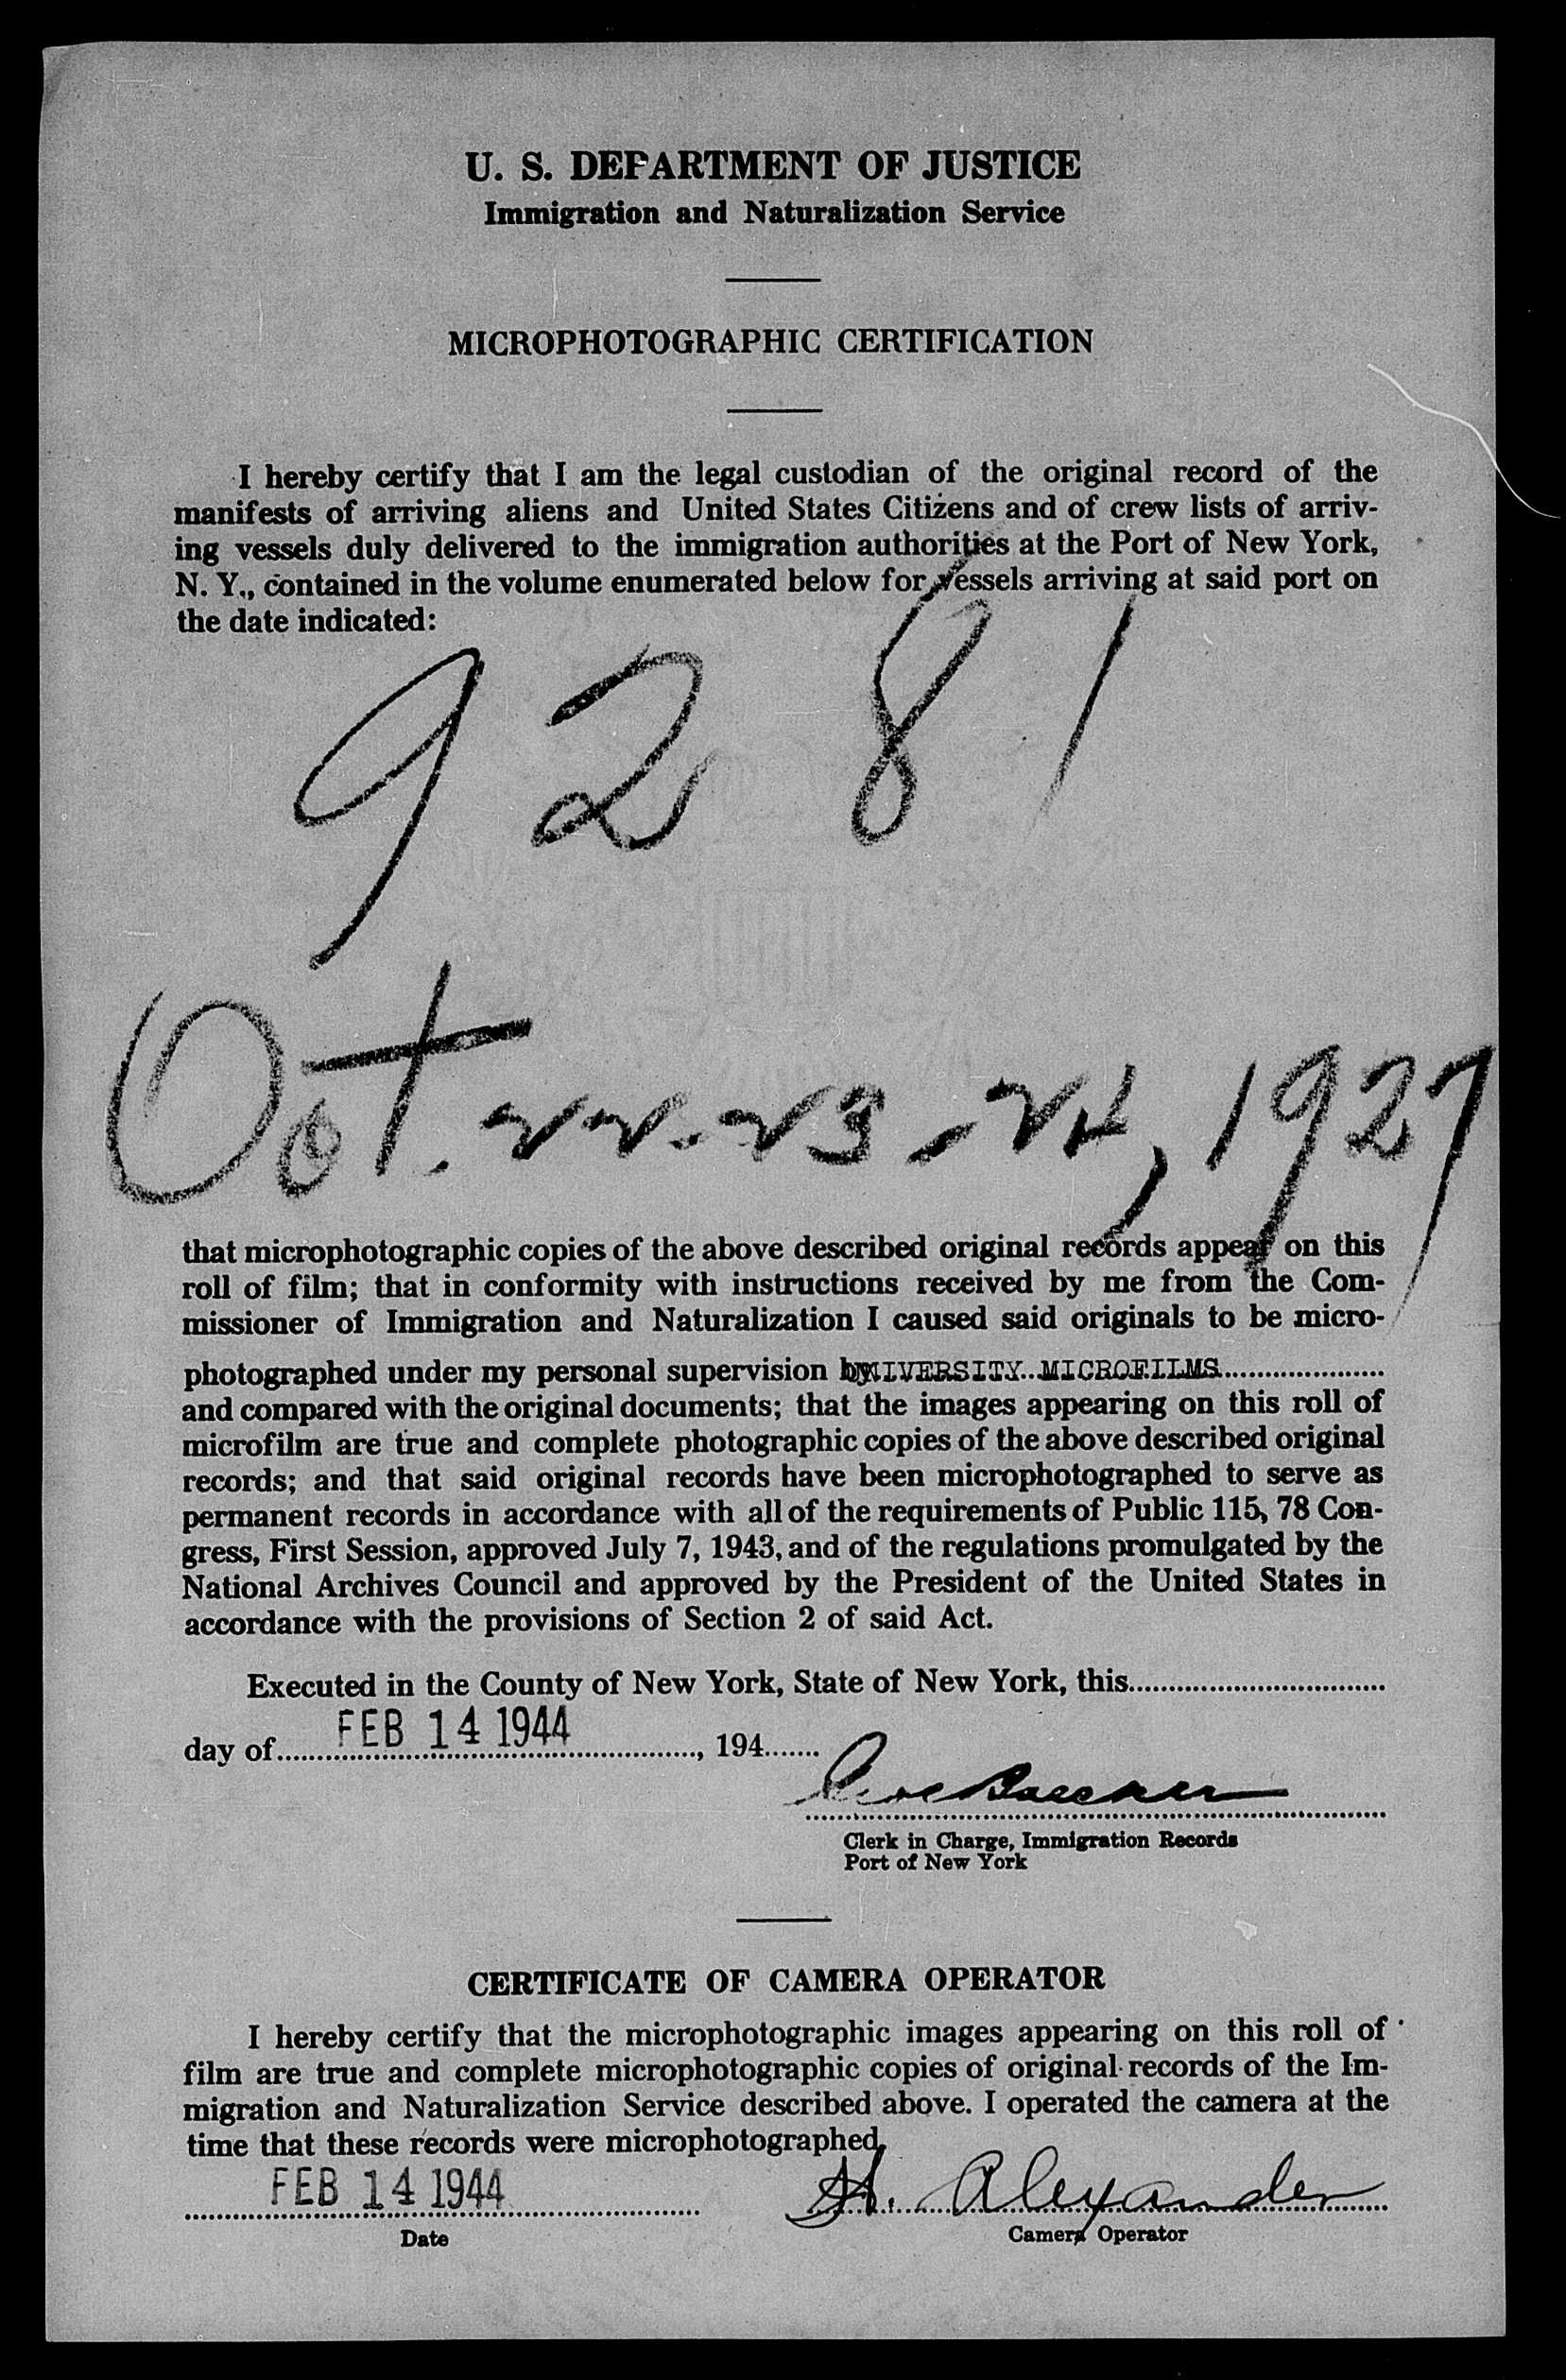 U. S. DEPARTMENT OF JUSTICE
Immigration and Naturalization Service
MICROPHOTOGRAPHIC CERTIFICATION
I hereby certify that I am the legal custodian of the original record of the
manifests of arriving aliens and United States Citizens and of crew lists of arriv-
ing vessels duly delivered to the immigration authorities at the Port of New York,
N. Y., contained in the volume enumerated below for vessels arriving at said port on
the date indicated:
9281
Oct. 22-23-24, 1927
that microphotographic copies of the above described original records appear on this
roll of film; that in conformity with instructions received by me from the Com-
missioner of Immigration and Naturalization I caused said originals to be micro-
photographed under my personal supervision by UNIVERSITY MICROFILMS
and compared with the original documents; that the images appearing on this roll of
microfilm are true and complete photographic copies of the above described original
records; and that said original records have been microphotographed to serve as
permanent records in accordance with all of the requirements of Public 115, 78 Con-
gress, First Session, approved July 7, 1943, and of the regulations promulgated by the
National Archives Council and approved by the President of the United States in
accordance with the provisions of Section 2 of said Act.
Executed in the County of New York, State of New York, this
day of FEB 14 1944, 194
Clerk in Charge, Immigration Records
Port of New York
CERTIFICATE OF CAMERA OPERATOR
I hereby certify that the microphotographic images appearing on this roll of
film are true and complete microphotographic copies of original records of the Im-
migration and Naturalization Service described above. I operated the camera at the
time that these records were microphotographed.
FEB 14 1944 H. Alexander
Date Camera Operator